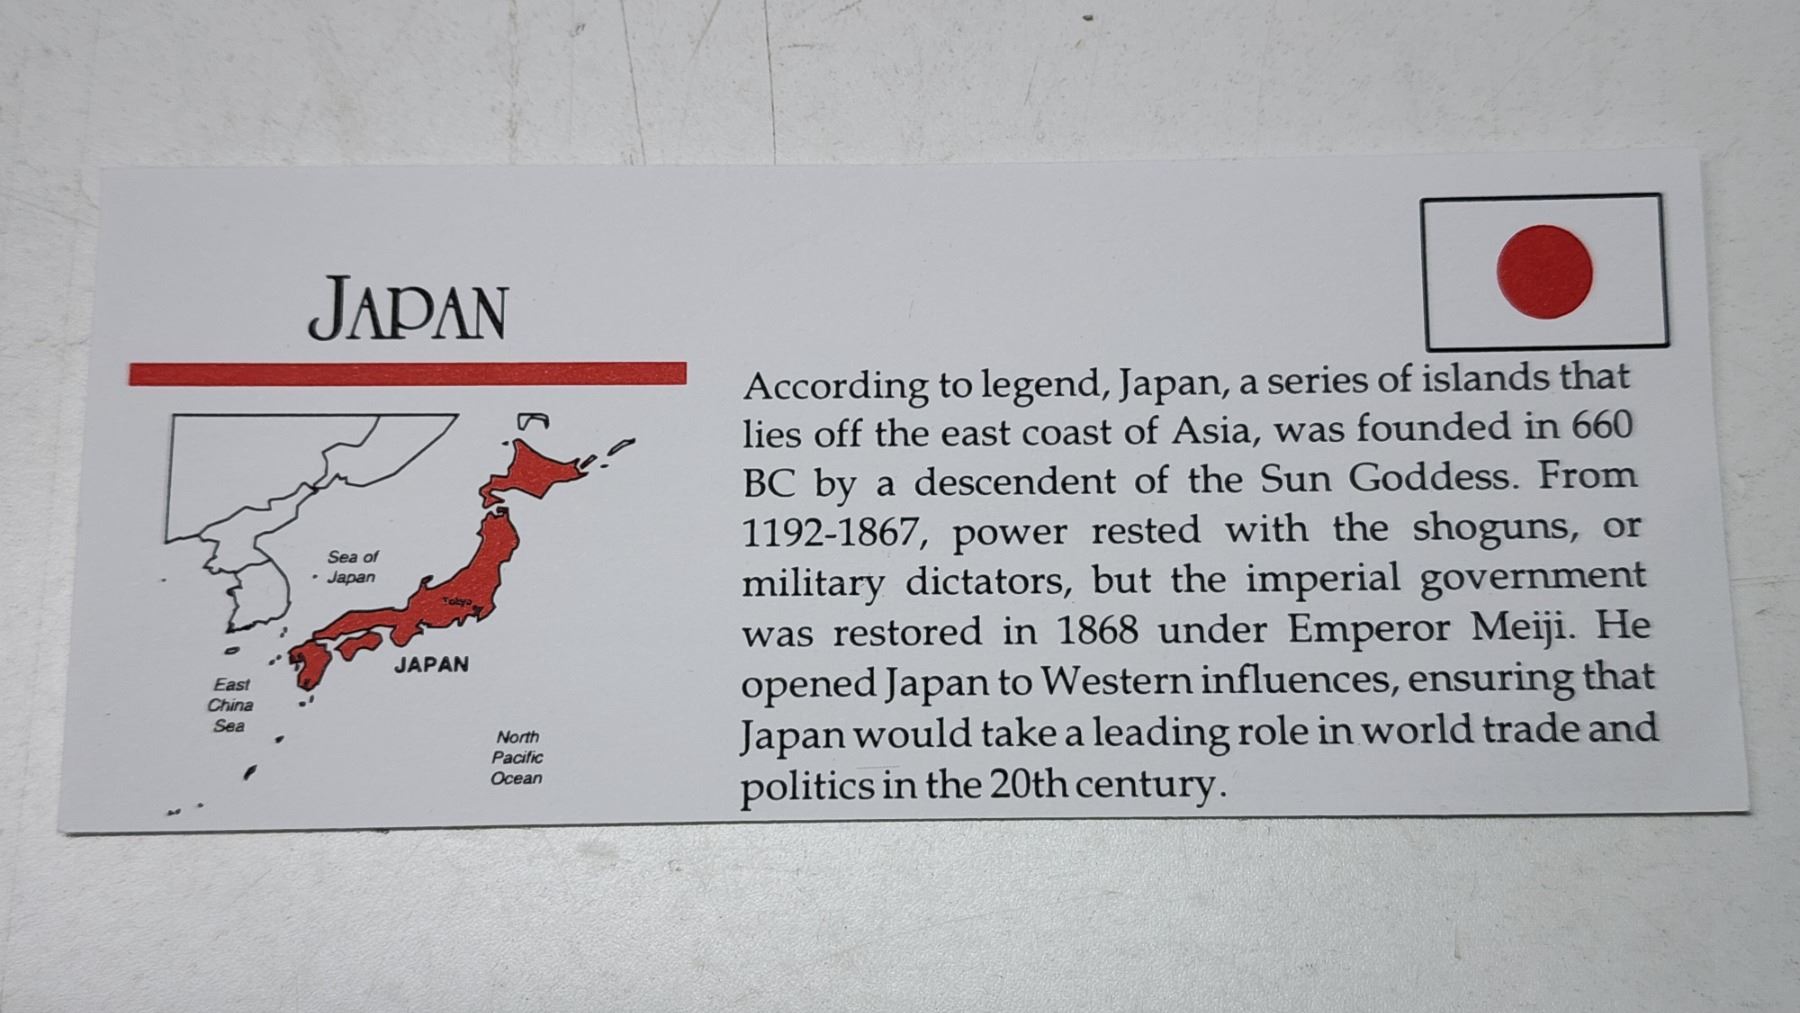 JAPAN
Sea of
Japan
Tokyo
JAPAN
East
China
Sea
North
Pacific
Ocean
According to legend, Japan, a series of islands that
lies off the east coast of Asia, was founded in 660
BC by a descendent of the Sun Goddess. From
1192-1867, power rested with the shoguns, or
military dictators, but the imperial government
was restored in 1868 under Emperor Meiji. He
opened Japan to Western influences, ensuring that
Japan would take a leading role in world trade and
politics in the 20th century.